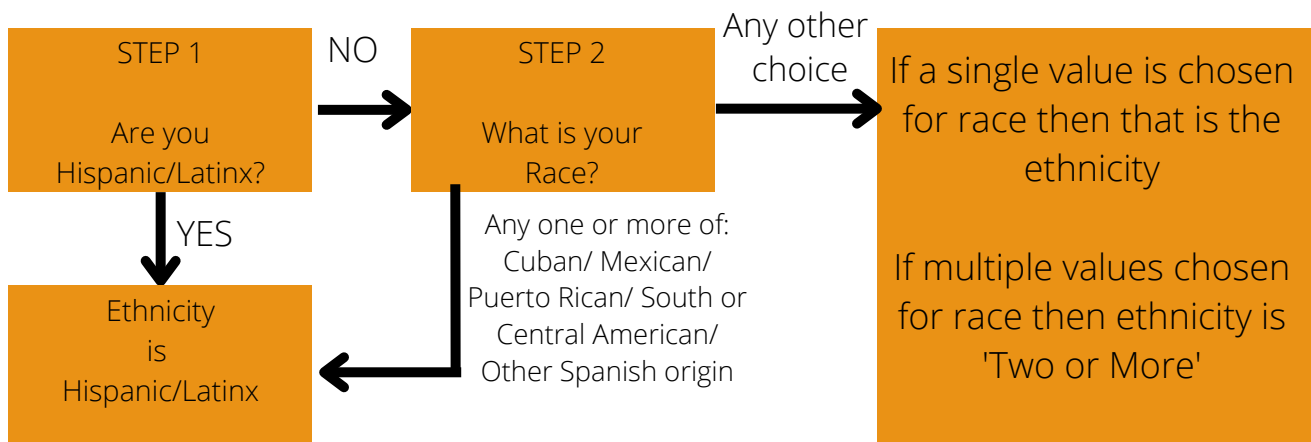 STEP 1
Are you
Hispanic/Latinx?
NO
STEP 2
What is your
Race?
Any other
choice
If a single value is chosen
for race then that is the
ethnicity
If multiple values chosen
for race then ethnicity is
'Two or More'
YES
Any one or more of:
Cuban/ Mexican/
Puerto Rican/ South or
Central American/
Other Spanish origin
Ethnicity
is
Hispanic/Latinx